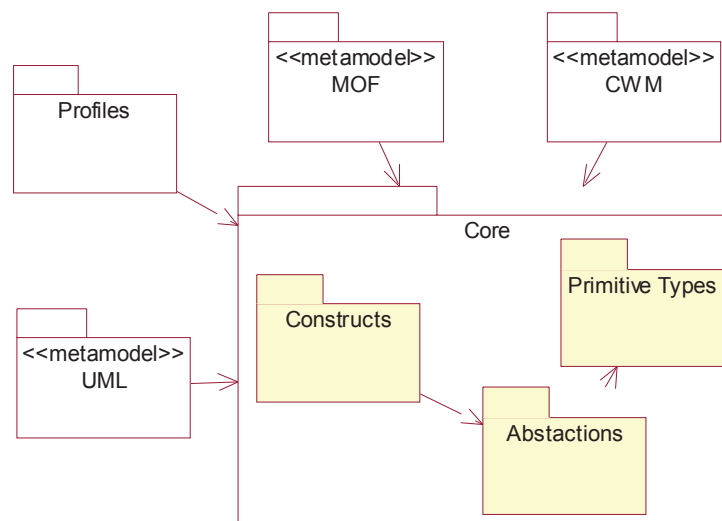 <<metamodel>>
MOF
<<metamodel>>
CWM
Profiles
Core
Primitive Types
Constructs
<<metamodel>>
UML
Abstactions